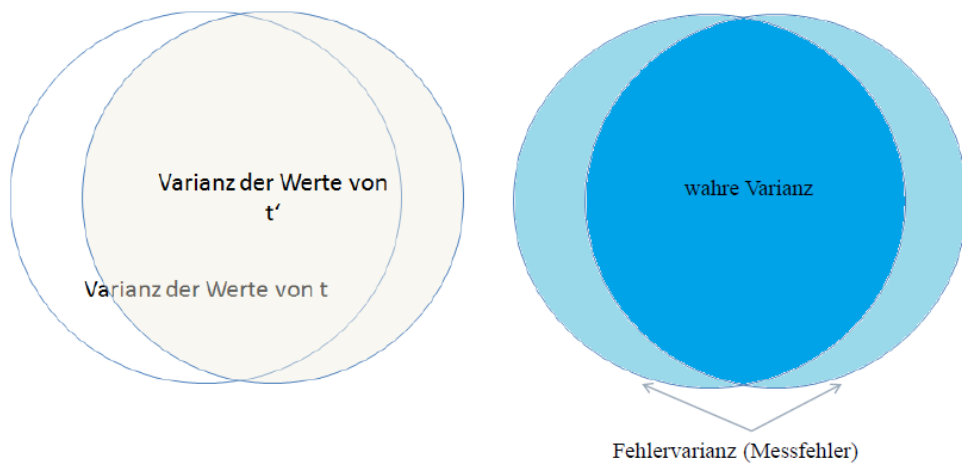 Varianz der Werte von
t‘
Varianz der Werte von t
wahre Varianz
Fehlervarianz (Messfehler)